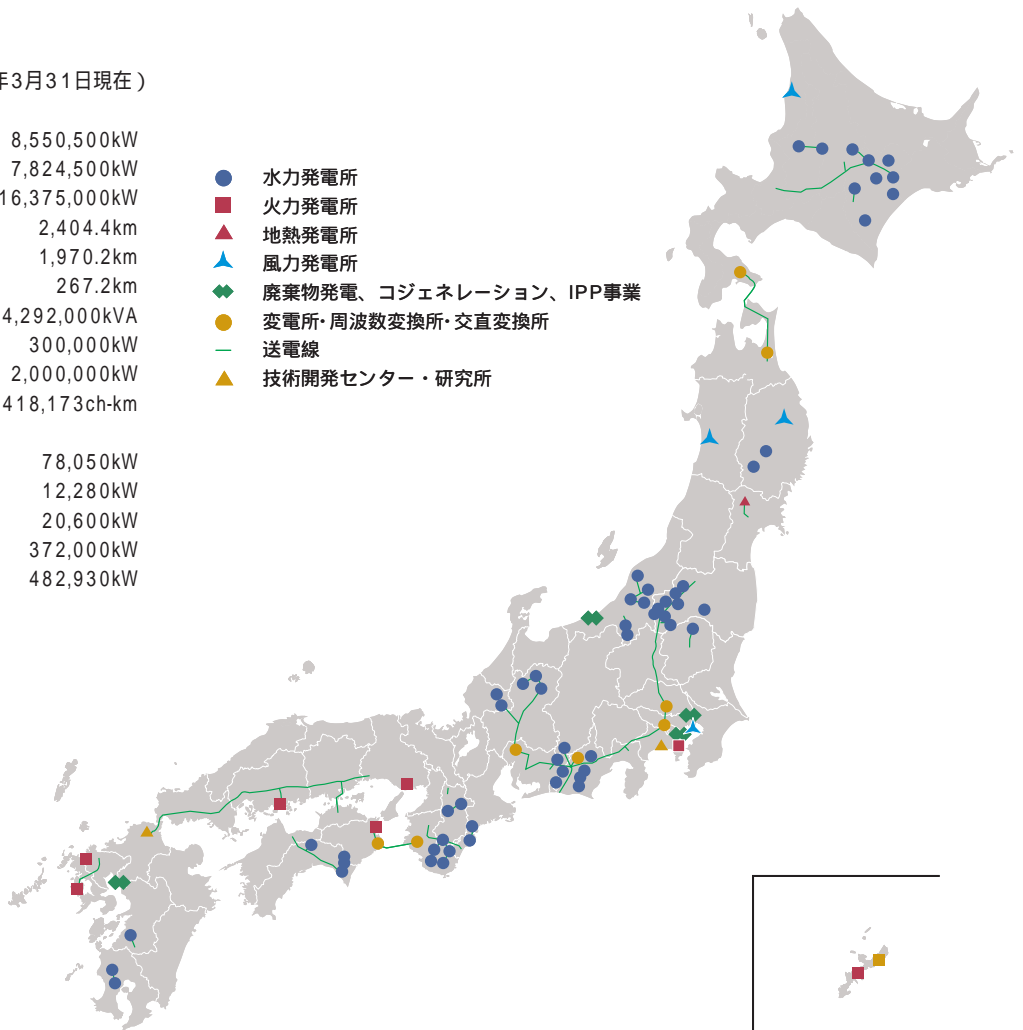 年3月31日現在）
8,550,500kW
7,824,500kW
16,375,000kW
2,404.4km
1,970.2km
267.2km
4,292,000kVA
300,000kW
2,000,000kW
418,173ch-km
78,050kW
12,280kW
20,600kW
372,000kW
482,930kW
水力発電所
火力発電所
地熱発電所
風力発電所
廃棄物発電、コジェネレーション、IPP事業
変電所・周波数変換所・交直変換所
送電線
技術開発センター・研究所